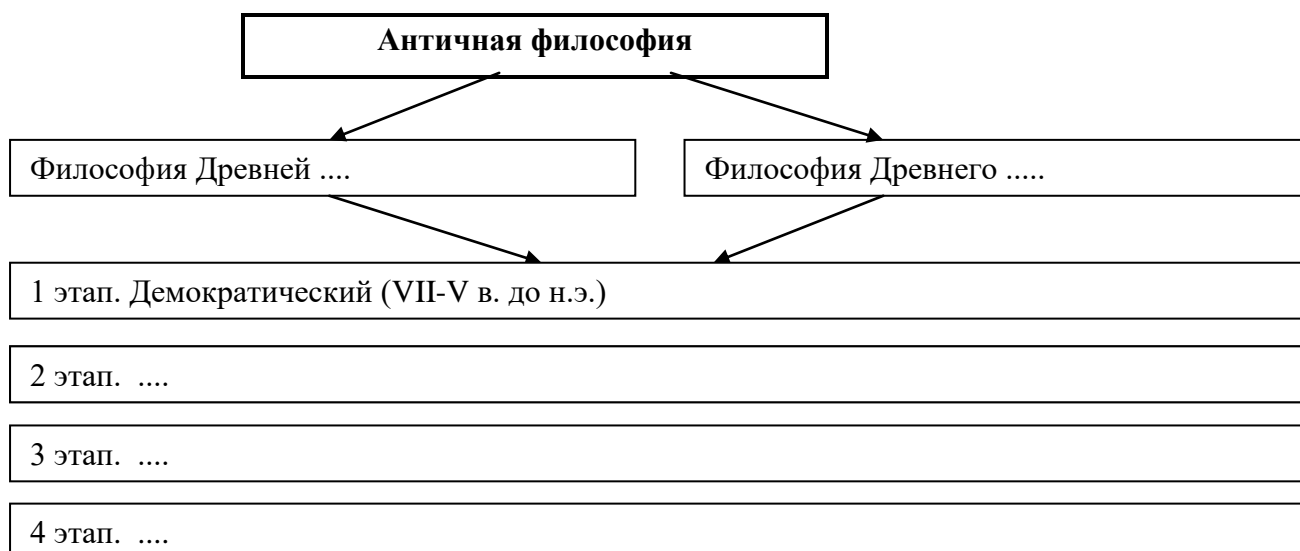 Античная философия
Философия Древней ....
Философия Древнего .....
1 этап. Демократический (VII-V в. до н.э.)
2 этап. ....
3 этап. ....
4 этап. ....